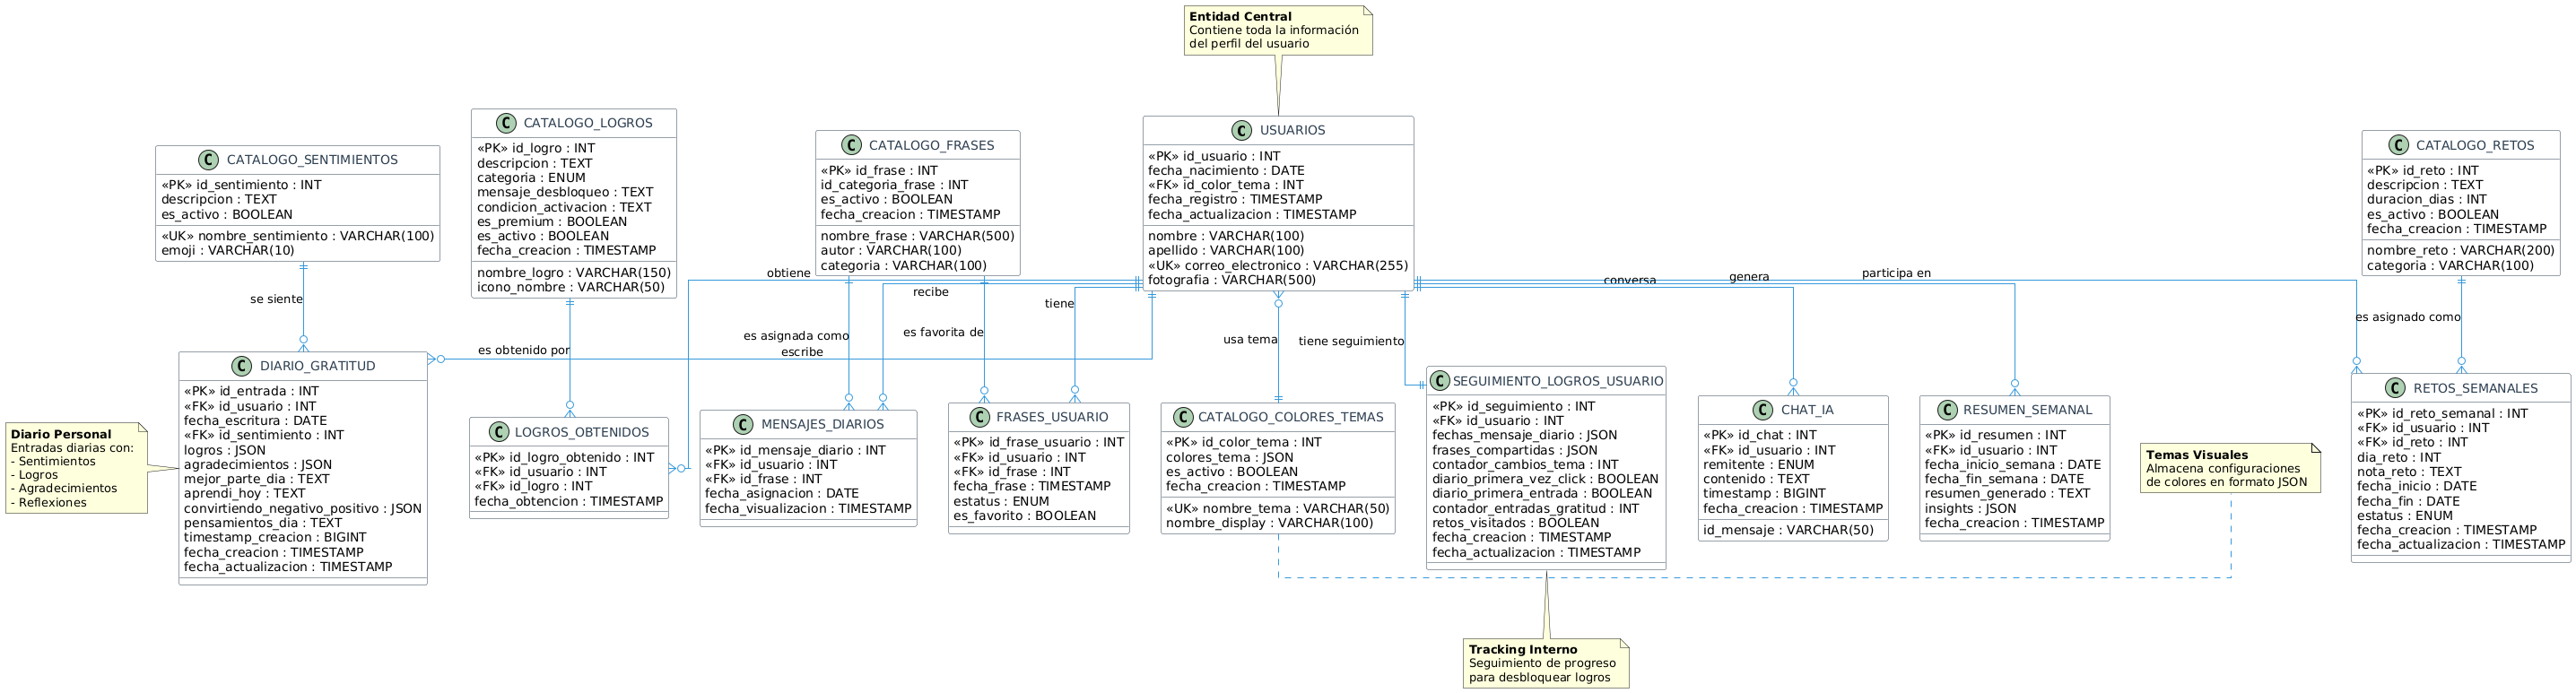 Entidad Central
Contiene toda la información
del perfil del usuario
CATALOGO_SENTIMIENTOS
«PK» id_sentimiento : INT
descripcion : TEXT
es_activo : BOOLEAN
«UK» nombre_sentimiento : VARCHAR(100)
emoji : VARCHAR(10)
CATALOGO_LOGROS
«PK» id_logro : INT
descripcion : TEXT
categoria : ENUM
mensaje_desbloqueo : TEXT
condicion_activacion : TEXT
es_premium : BOOLEAN
es_activo : BOOLEAN
fecha_creacion : TIMESTAMP
nombre_logro : VARCHAR(150)
icono_nombre : VARCHAR(50)
CATALOGO_FRASES
«PK» id_frase : INT
id_categoria_frase : INT
es_activo : BOOLEAN
fecha_creacion : TIMESTAMP
nombre_frase : VARCHAR(500)
autor : VARCHAR(100)
categoria : VARCHAR(100)
USUARIOS
«PK» id_usuario : INT
fecha_nacimiento : DATE
«FK» id_color_tema : INT
fecha_registro : TIMESTAMP
fecha_actualizacion : TIMESTAMP
nombre : VARCHAR(100)
apellido : VARCHAR(100)
«UK» correo_electronico : VARCHAR(255)
fotografia : VARCHAR(500)
CATALOGO_RETOS
«PK» id_reto : INT
descripcion : TEXT
duracion_dias : INT
es_activo : BOOLEAN
fecha_creacion : TIMESTAMP
nombre_reto : VARCHAR(200)
categoria : VARCHAR(100)
se siente
es obtenido por
obtiene
es asignada como
escribe
recibe
es favorita de
tiene
usa tema
tiene seguimiento
conversa
genera
participa en
es asignado como
Diario Personal
Entradas diarias con:
- Sentimientos
- Logros
- Agradecimientos
- Reflexiones
DIARIO_GRATITUD
«PK» id_entrada : INT
«FK» id_usuario : INT
fecha_escritura : DATE
«FK» id_sentimiento : INT
logros : JSON
agradecimientos : JSON
mejor_parte_dia : TEXT
aprendi_hoy : TEXT
convirtiendo_negativo_positivo : JSON
pensamientos_dia : TEXT
timestamp_creacion : BIGINT
fecha_creacion : TIMESTAMP
fecha_actualizacion : TIMESTAMP
LOGROS_OBTENIDOS
«PK» id_logro_obtenido : INT
«FK» id_usuario : INT
«FK» id_logro : INT
fecha_obtencion : TIMESTAMP
MENSAJES_DIARIOS
«PK» id_mensaje_diario : INT
«FK» id_usuario : INT
«FK» id_frase : INT
fecha_asignacion : DATE
fecha_visualizacion : TIMESTAMP
FRASES_USUARIO
«PK» id_frase_usuario : INT
«FK» id_usuario : INT
«FK» id_frase : INT
fecha_frase : TIMESTAMP
estatus : ENUM
es_favorito : BOOLEAN
CATALOGO_COLORES_TEMAS
«PK» id_color_tema : INT
colores_tema : JSON
es_activo : BOOLEAN
fecha_creacion : TIMESTAMP
«UK» nombre_tema : VARCHAR(50)
nombre_display : VARCHAR(100)
SEGUIMIENTO_LOGROS_USUARIO
«PK» id_seguimiento : INT
«FK» id_usuario : INT
fechas_mensaje_diario : JSON
frases_compartidas : JSON
contador_cambios_tema : INT
diario_primera_vez_click : BOOLEAN
diario_primera_entrada : BOOLEAN
contador_entradas_gratitud : INT
retos_visitados : BOOLEAN
fecha_creacion : TIMESTAMP
fecha_actualizacion : TIMESTAMP
CHAT_IA
«PK» id_chat : INT
«FK» id_usuario : INT
remitente : ENUM
contenido : TEXT
timestamp : BIGINT
fecha_creacion : TIMESTAMP
id_mensaje : VARCHAR(50)
RESUMEN_SEMANAL
«PK» id_resumen : INT
«FK» id_usuario : INT
fecha_inicio_semana : DATE
fecha_fin_semana : DATE
resumen_generado : TEXT
insights : JSON
fecha_creacion : TIMESTAMP
Temas Visuales
Almacena configuraciones
de colores en formato JSON
RETOS_SEMANALES
«PK» id_reto_semanal : INT
«FK» id_usuario : INT
«FK» id_reto : INT
dia_reto : INT
nota_reto : TEXT
fecha_inicio : DATE
fecha_fin : DATE
estatus : ENUM
fecha_creacion : TIMESTAMP
fecha_actualizacion : TIMESTAMP
Tracking Interno
Seguimiento de progreso
para desbloquear logros